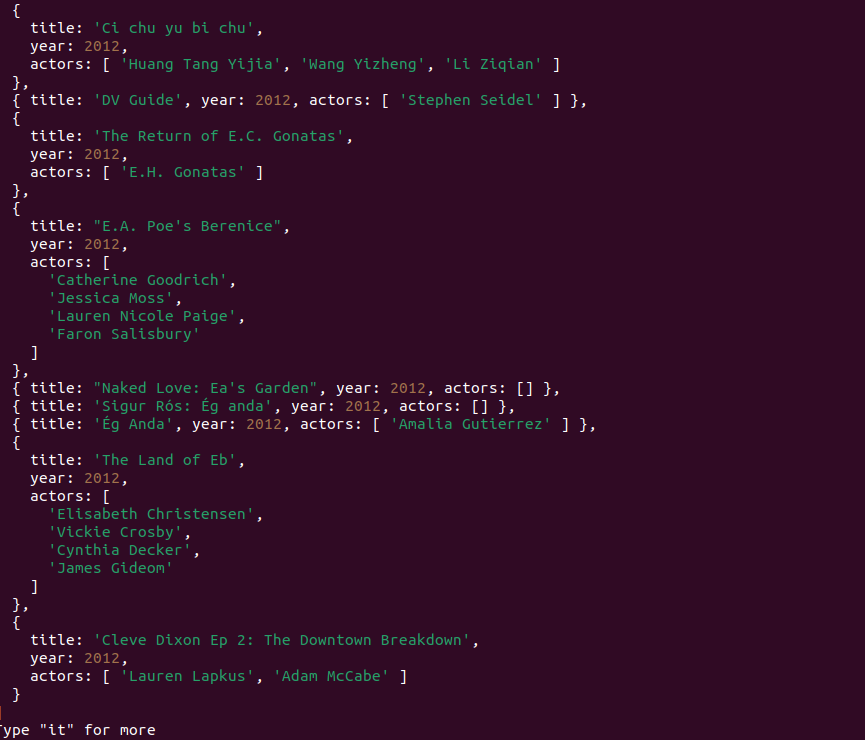 {
title: 'Ci chu yu bi chu',
year: 2012,
actors: [ 'Huang Tang Yijia', 'Wang Yizheng', 'Li Ziqian' ]
},
{ title: 'DV Guide', year: 2012, actors: [ 'Stephen Seidel' ] },
{
title: 'The Return of E.C. Gonatas',
year: 2012,
actors: [ 'E.H. Gonatas' ]
},
{
title: "E.A. Poe's Berenice",
year: 2012,
actors: [
'Catherine Goodrich',
'Jessica Moss',
'Lauren Nicole Paige',
'Faron Salisbury'
]
},
{ title: "Naked Love: Ea's Garden", year: 2012, actors: [] },
{ title: 'Sigur Rós: Ég anda', year: 2012, actors: [] },
{ title: 'Ég Anda', year: 2012, actors: [ 'Amalia Gutierrez' ] },
{
title: 'The Land of Eb',
year: 2012,
actors: [
'Elisabeth Christensen',
'Vickie Crosby',
'Cynthia Decker',
'James Gideom'
]
},
{
title: 'Cleve Dixon Ep 2: The Downtown Breakdown',
year: 2012,
actors: [ 'Lauren Lapkus', 'Adam McCabe' ]
}
]
Type "it" for more